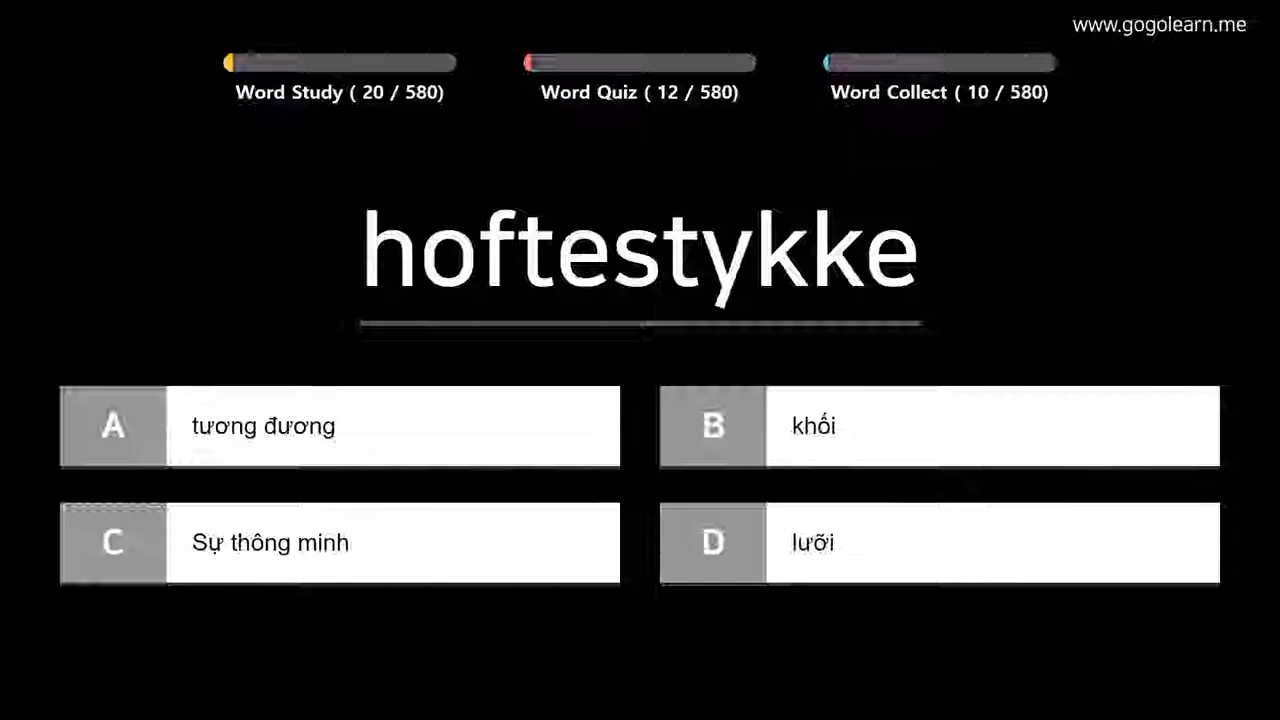 www.gogolearn.me
Word Study ( 20 / 580)
Word Quiz ( 12 / 580)
Word Collect ( 10 / 580)
hoftestykke
A tương đương
B khối
C Sự thông minh
D lưỡi